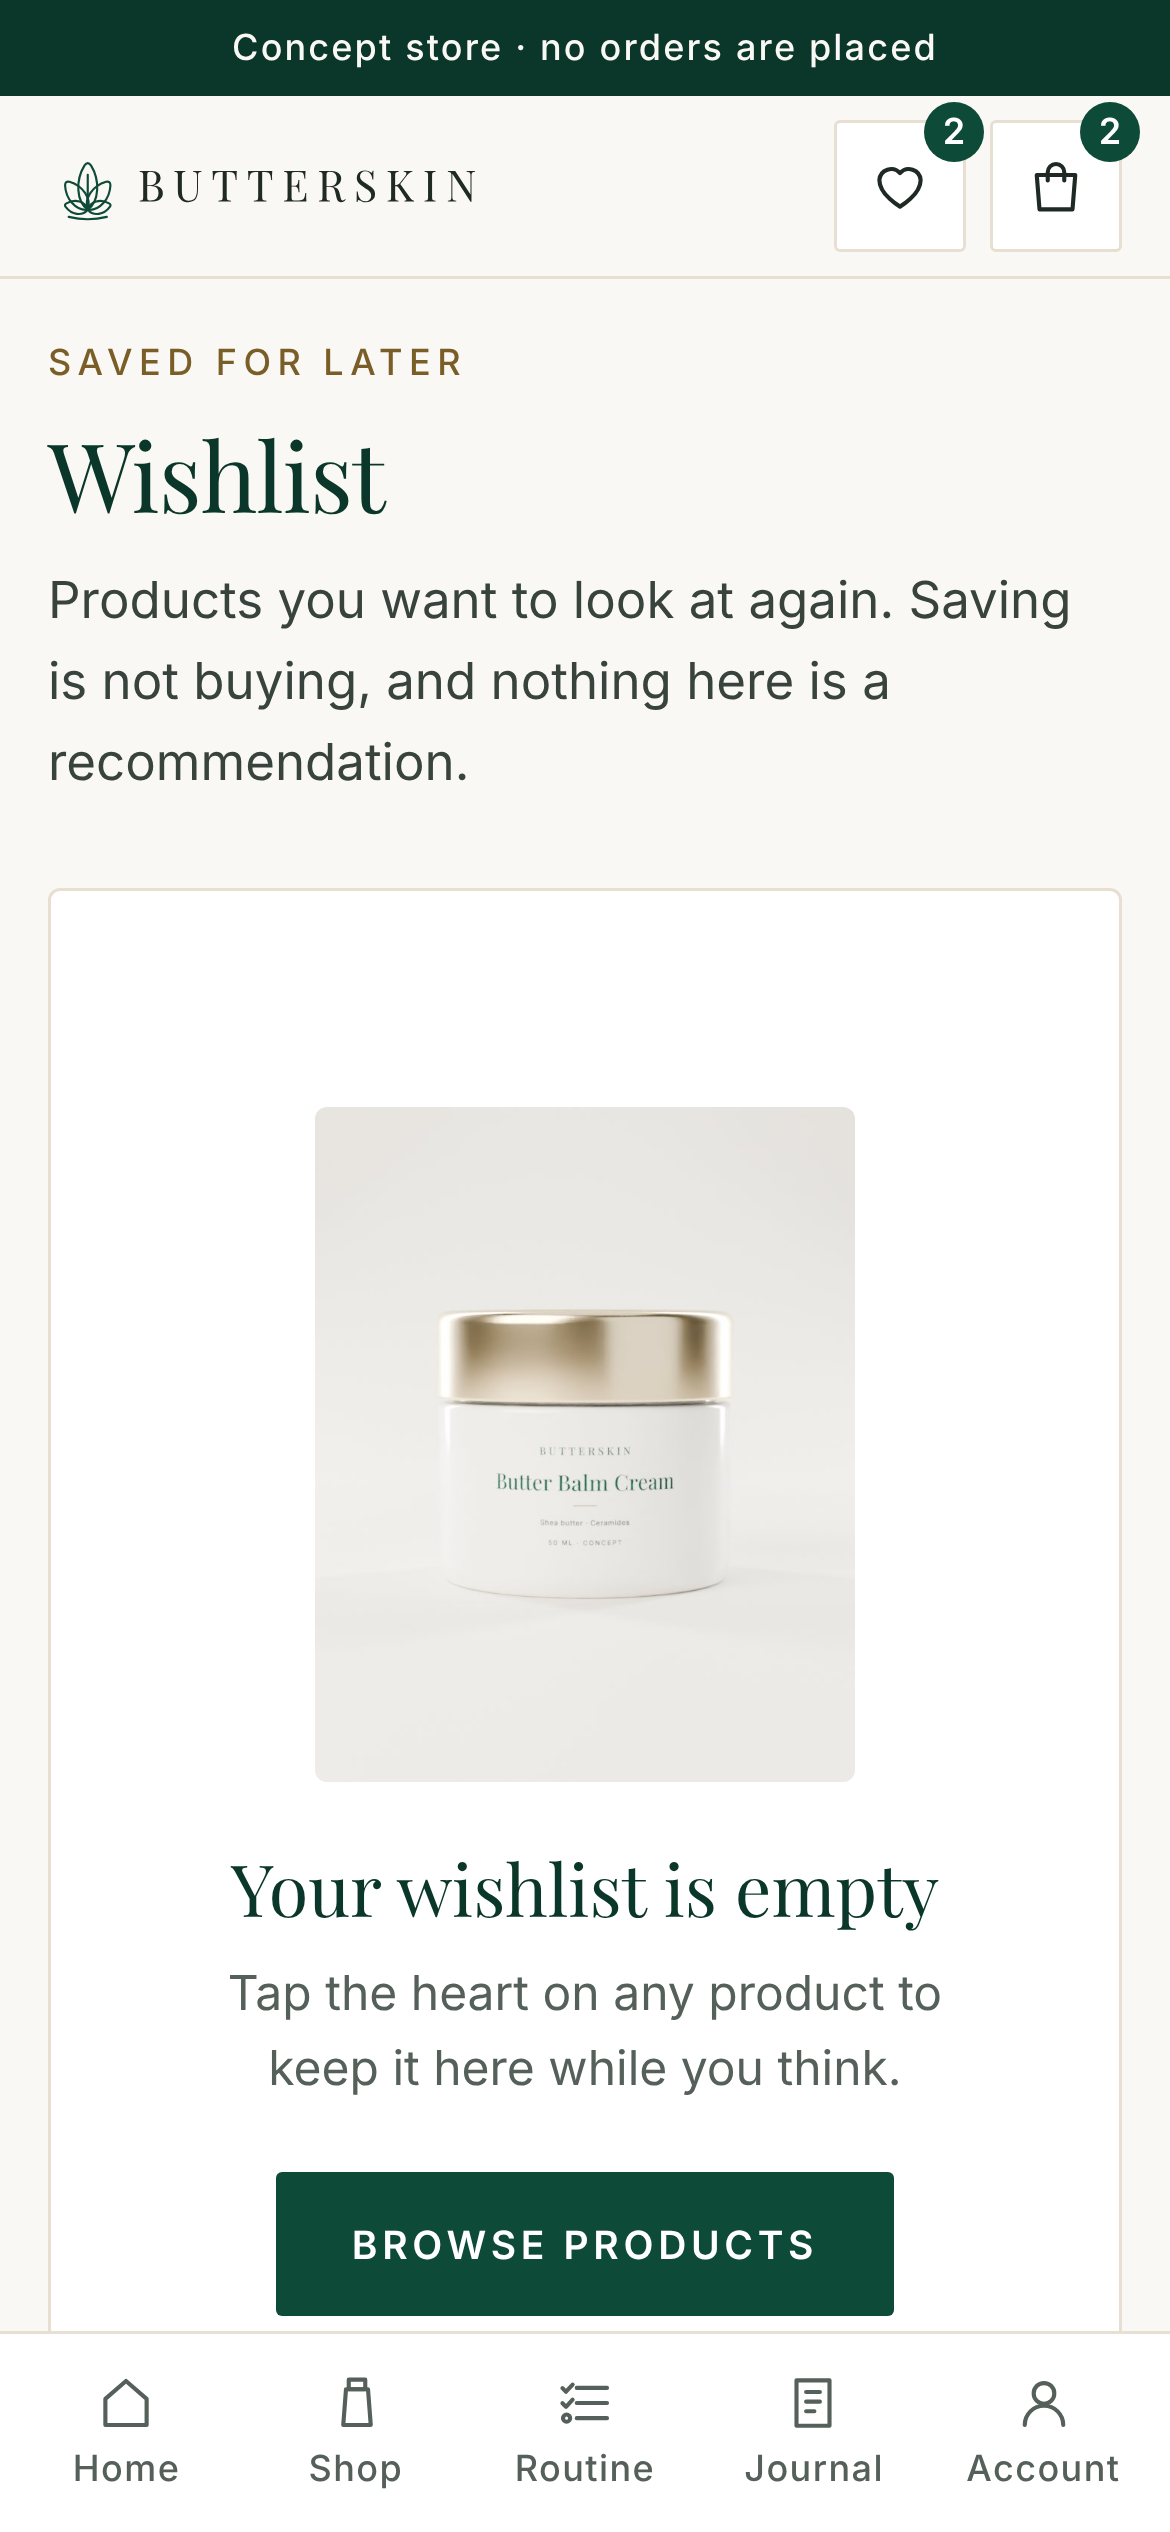 Concept store · no orders are placed
BUTTERSKIN
2
2
SAVED FOR LATER
Wishlist
Products you want to look at again. Saving
is not buying, and nothing here is a
recommendation.
BUTTERSKIN
Butter Balm Cream
Shea butter · Ceramides
50 ML · CONCEPT
Your wishlist is empty
Tap the heart on any product to
keep it here while you think.
BROWSE PRODUCTS
Home
Shop
Routine
Journal
Account